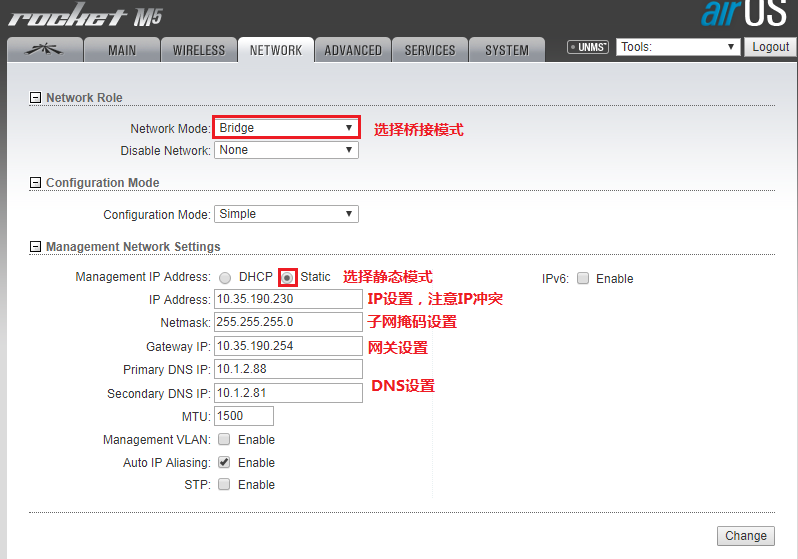 rocket M5
airOS
MAIN WIRELESS NETWORK ADVANCED SERVICES SYSTEM UNMS Tools: Logout
Network Role
Network Mode: Bridge 选择桥接模式
Disable Network: None
Configuration Mode
Configuration Mode: Simple
Management Network Settings
Management IP Address: DHCP Static 选择静态模式 IPv6: Enable
IP Address: 10.35.190.230 IP设置，注意IP冲突
Netmask: 255.255.255.0 子网掩码设置
Gateway IP: 10.35.190.254 网关设置
Primary DNS IP: 10.1.2.88
DNS设置
Secondary DNS IP: 10.1.2.81
MTU: 1500
Management VLAN: Enable
Auto IP Aliasing: Enable
STP: Enable
Change